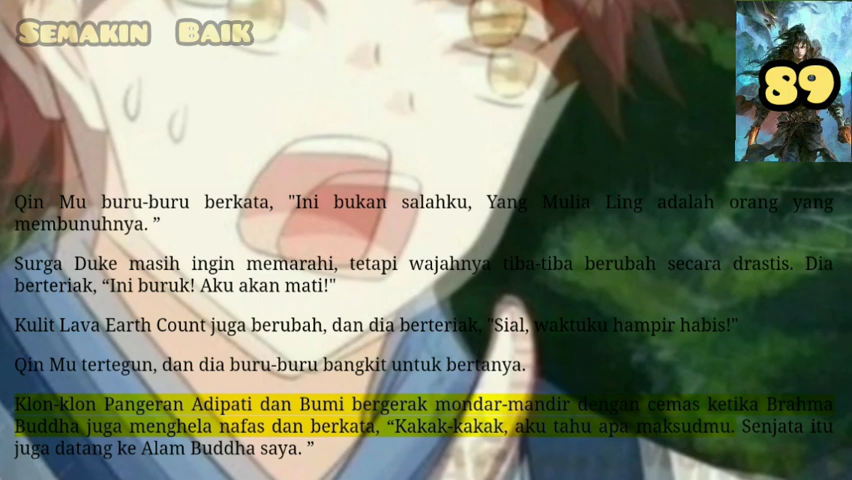 Semakin Baik
89
Qin Mu buru-buru berkata, "Ini bukan salahku, Yang Mulia Ling adalah orang yang
membunuhnya. ”
Surga Duke masih ingin memarahi, tetapi wajahnya tiba-tiba berubah secara drastis. Dia
berteriak, “Ini buruk! Aku akan mati!"
Kulit Lava Earth Count juga berubah, dan dia berteriak, "Sial, waktuku hampir habis!"
Qin Mu tertegun, dan dia buru-buru bangkit untuk bertanya.
Klon-klon Pangeran Adipati dan Bumi bergerak mondar-mandir dengan cemas ketika Brahma
Buddha juga menghela nafas dan berkata, “Kakak-kakak, aku tahu apa maksudmu. Senjata itu
juga datang ke Alam Buddha saya. ”